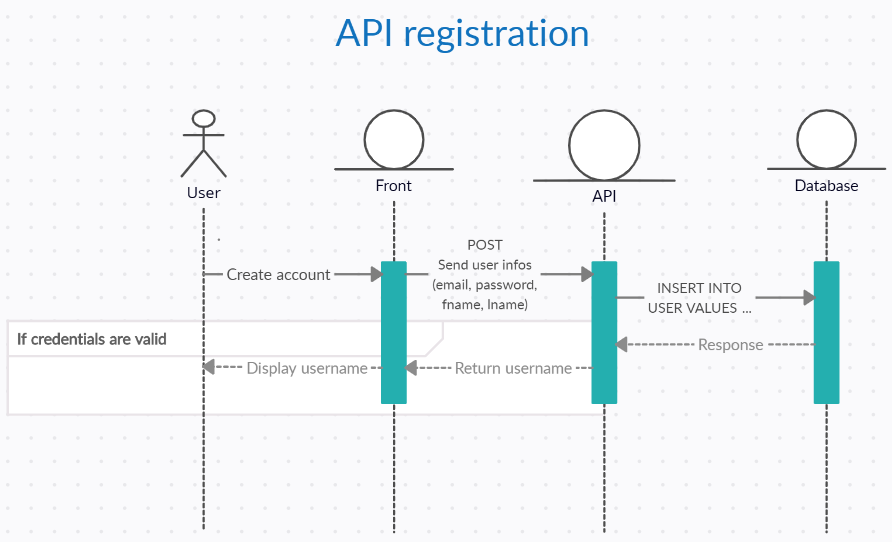 API registration
User
Front
API
Database
Create account
POST
Send user infos
(email, password,
fname, lname)
INSERT INTO
USER VALUES ...
If credentials are valid
Response
Display username
Return username